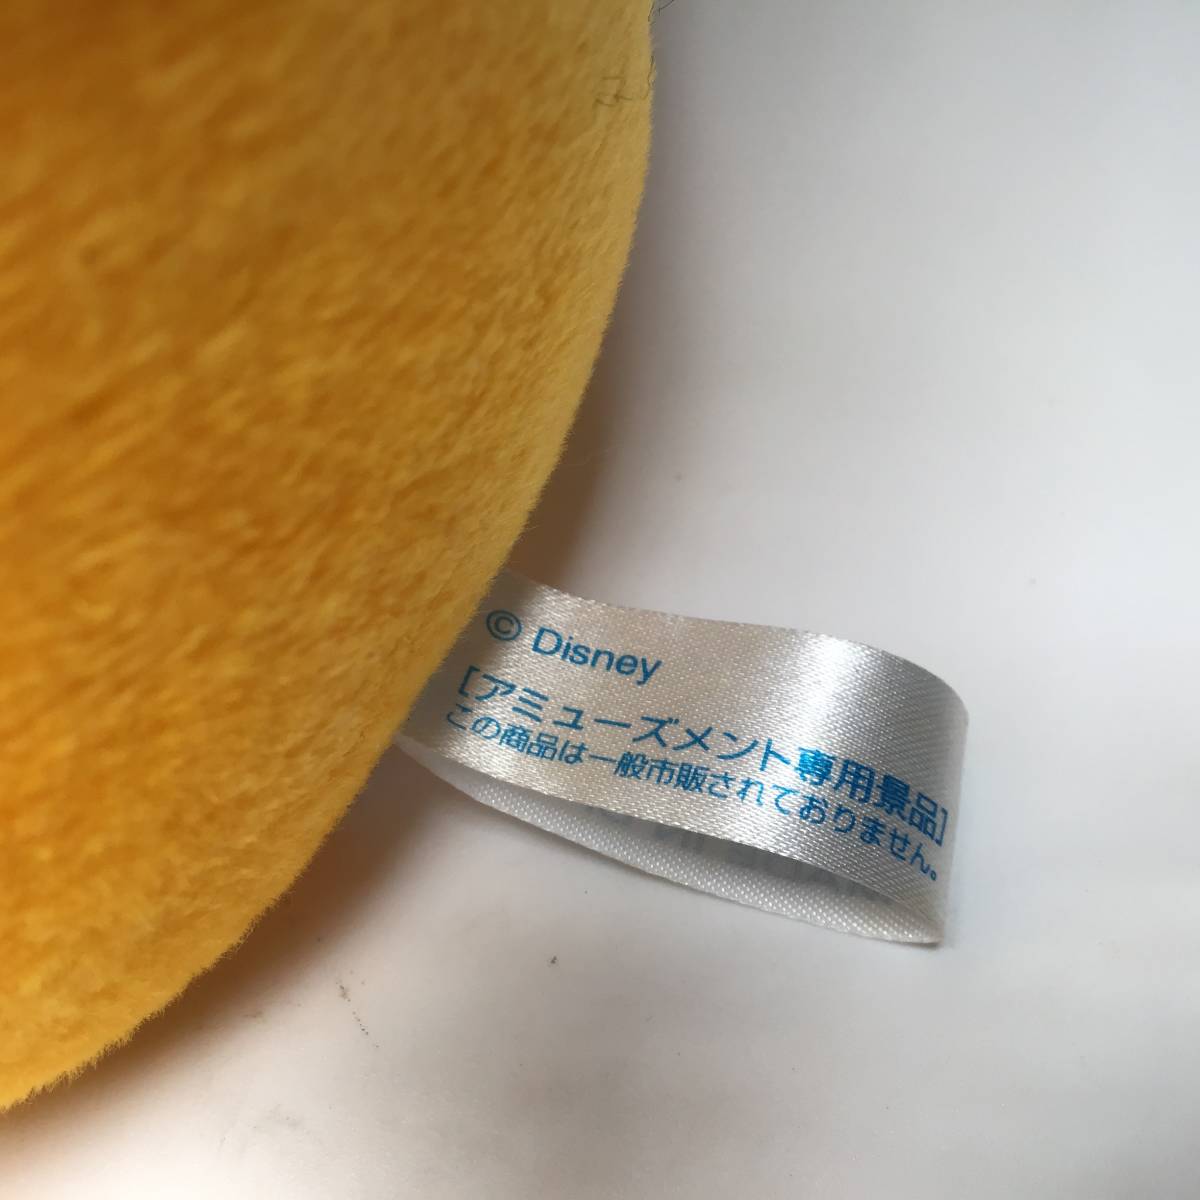 © Disney
[アミューズメント専用景品]
この商品は一般市販されておりません。